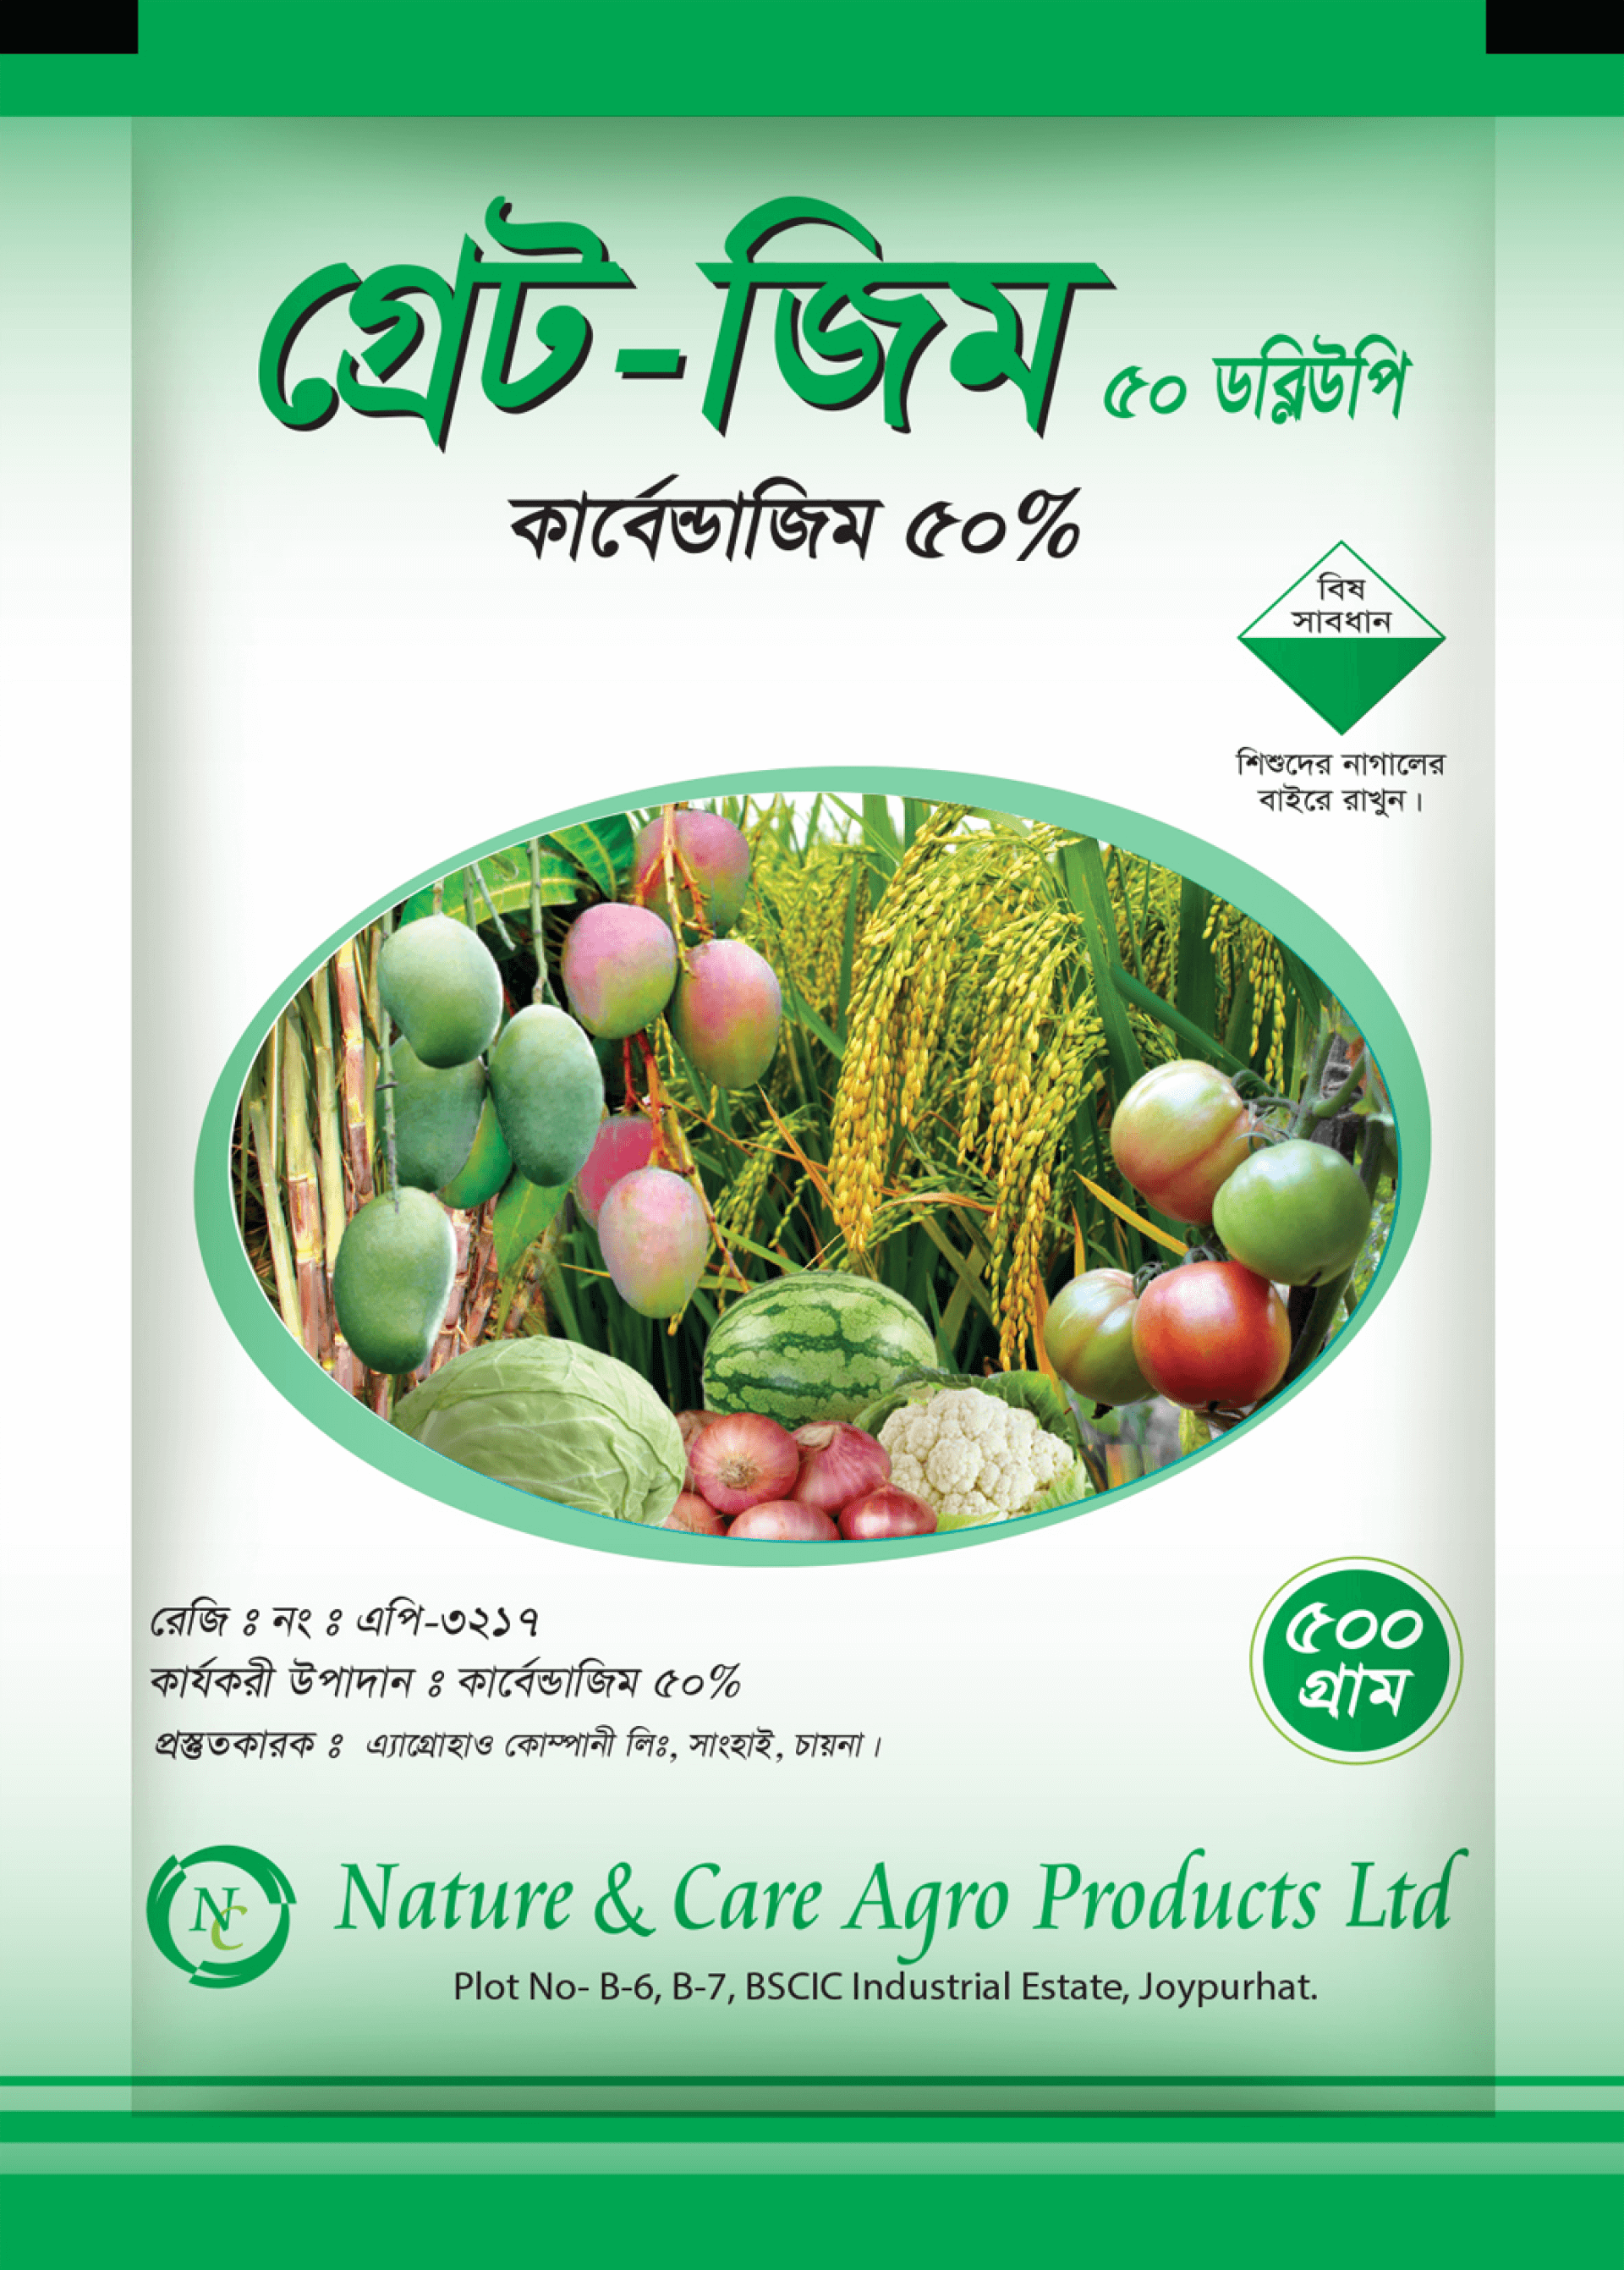 গ্রেট-জিম ৫০ ডব্লিউপি
কার্বেন্ডাজিম ৫০%
বিষ
সাবধান
শিশুদের নাগালের
বাইরে রাখুন।
রেজি ঃ নং ঃ এপি-৩২১৭
কার্যকরী উপাদান ঃ কার্বেন্ডাজিম ৫০%
প্রস্তুতকারক ঃ এ্যাগ্রোহাও কোম্পানী লিঃ, সাংহাই, চায়না।
৫০০
গ্রাম
NC
Nature & Care Agro Products Ltd
Plot No- B-6, B-7, BSCIC Industrial Estate, Joypurhat.